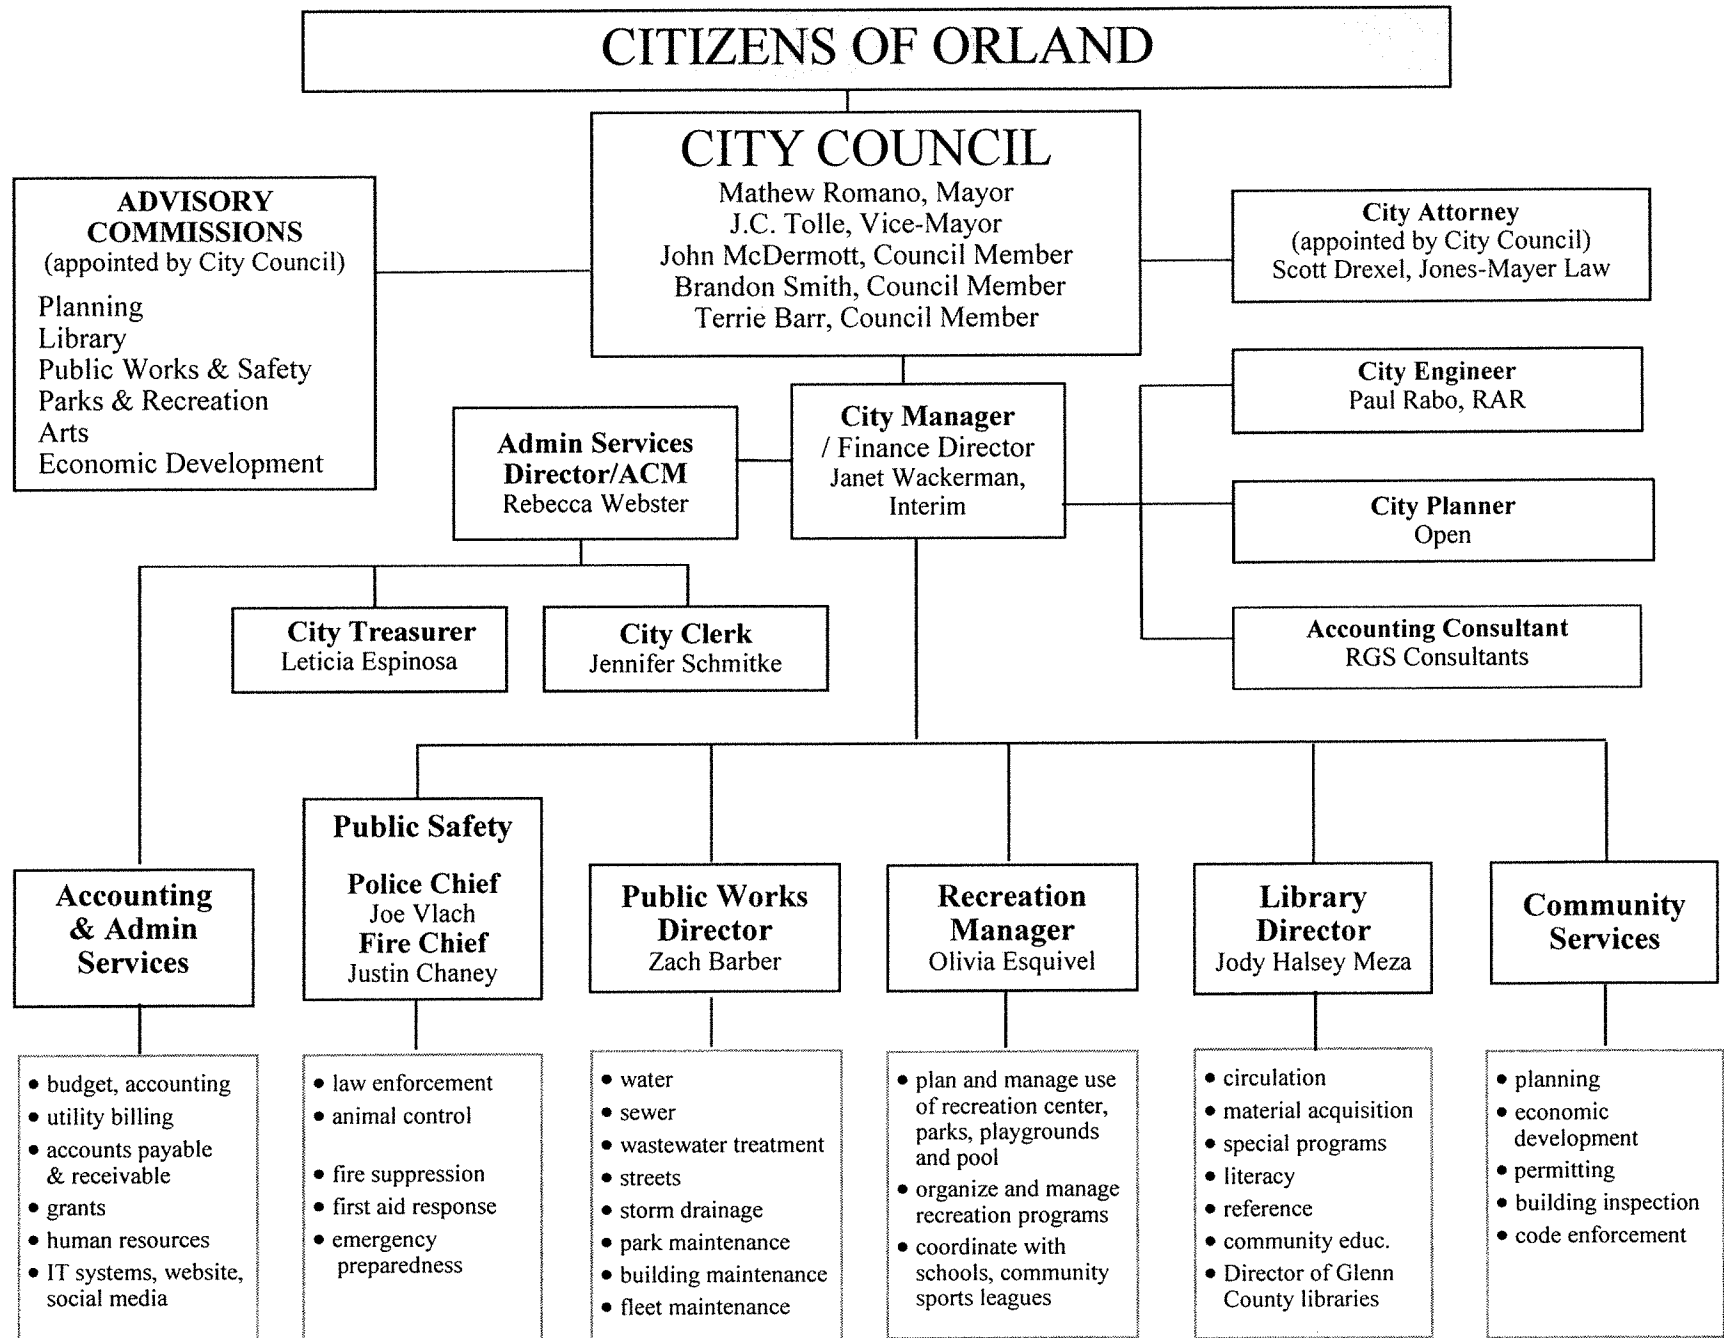 CITIZENS OF ORLAND
CITY COUNCIL
Mathew Romano, Mayor
J.C. Tolle, Vice-Mayor
John McDermott, Council Member
Brandon Smith, Council Member
Terrie Barr, Council Member
ADVISORY
COMMISSIONS
(appointed by City Council)
Planning
Library
Public Works & Safety
Parks & Recreation
Arts
Economic Development
City Attorney
(appointed by City Council)
Scott Drexel, Jones-Mayer Law
City Engineer
Paul Rabo, RAR
City Manager
/ Finance Director
Janet Wackerman,
Interim
Admin Services
Director/ACM
Rebecca Webster
City Planner
Open
City Treasurer
Leticia Espinosa
City Clerk
Jennifer Schmitke
Accounting Consultant
RGS Consultants
Accounting
& Admin
Services
Public Safety
Police Chief
Joe Vlach
Fire Chief
Justin Chaney
Public Works
Director
Zach Barber
Recreation
Manager
Olivia Esquivel
Library
Director
Jody Halsey Meza
Community
Services
• budget, accounting
• utility billing
• accounts payable
& receivable
• grants
• human resources
• IT systems, website,
social media
• law enforcement
• animal control
• fire suppression
• first aid response
• emergency
preparedness
• water
• sewer
• wastewater treatment
• streets
• storm drainage
• park maintenance
• building maintenance
• fleet maintenance
• plan and manage use
of recreation center,
parks, playgrounds
and pool
• organize and manage
recreation programs
• coordinate with
schools, community
sports leagues
• circulation
• material acquisition
• special programs
• literacy
• reference
• community educ.
• Director of Glenn
County libraries
• planning
• economic
development
• permitting
• building inspection
• code enforcement